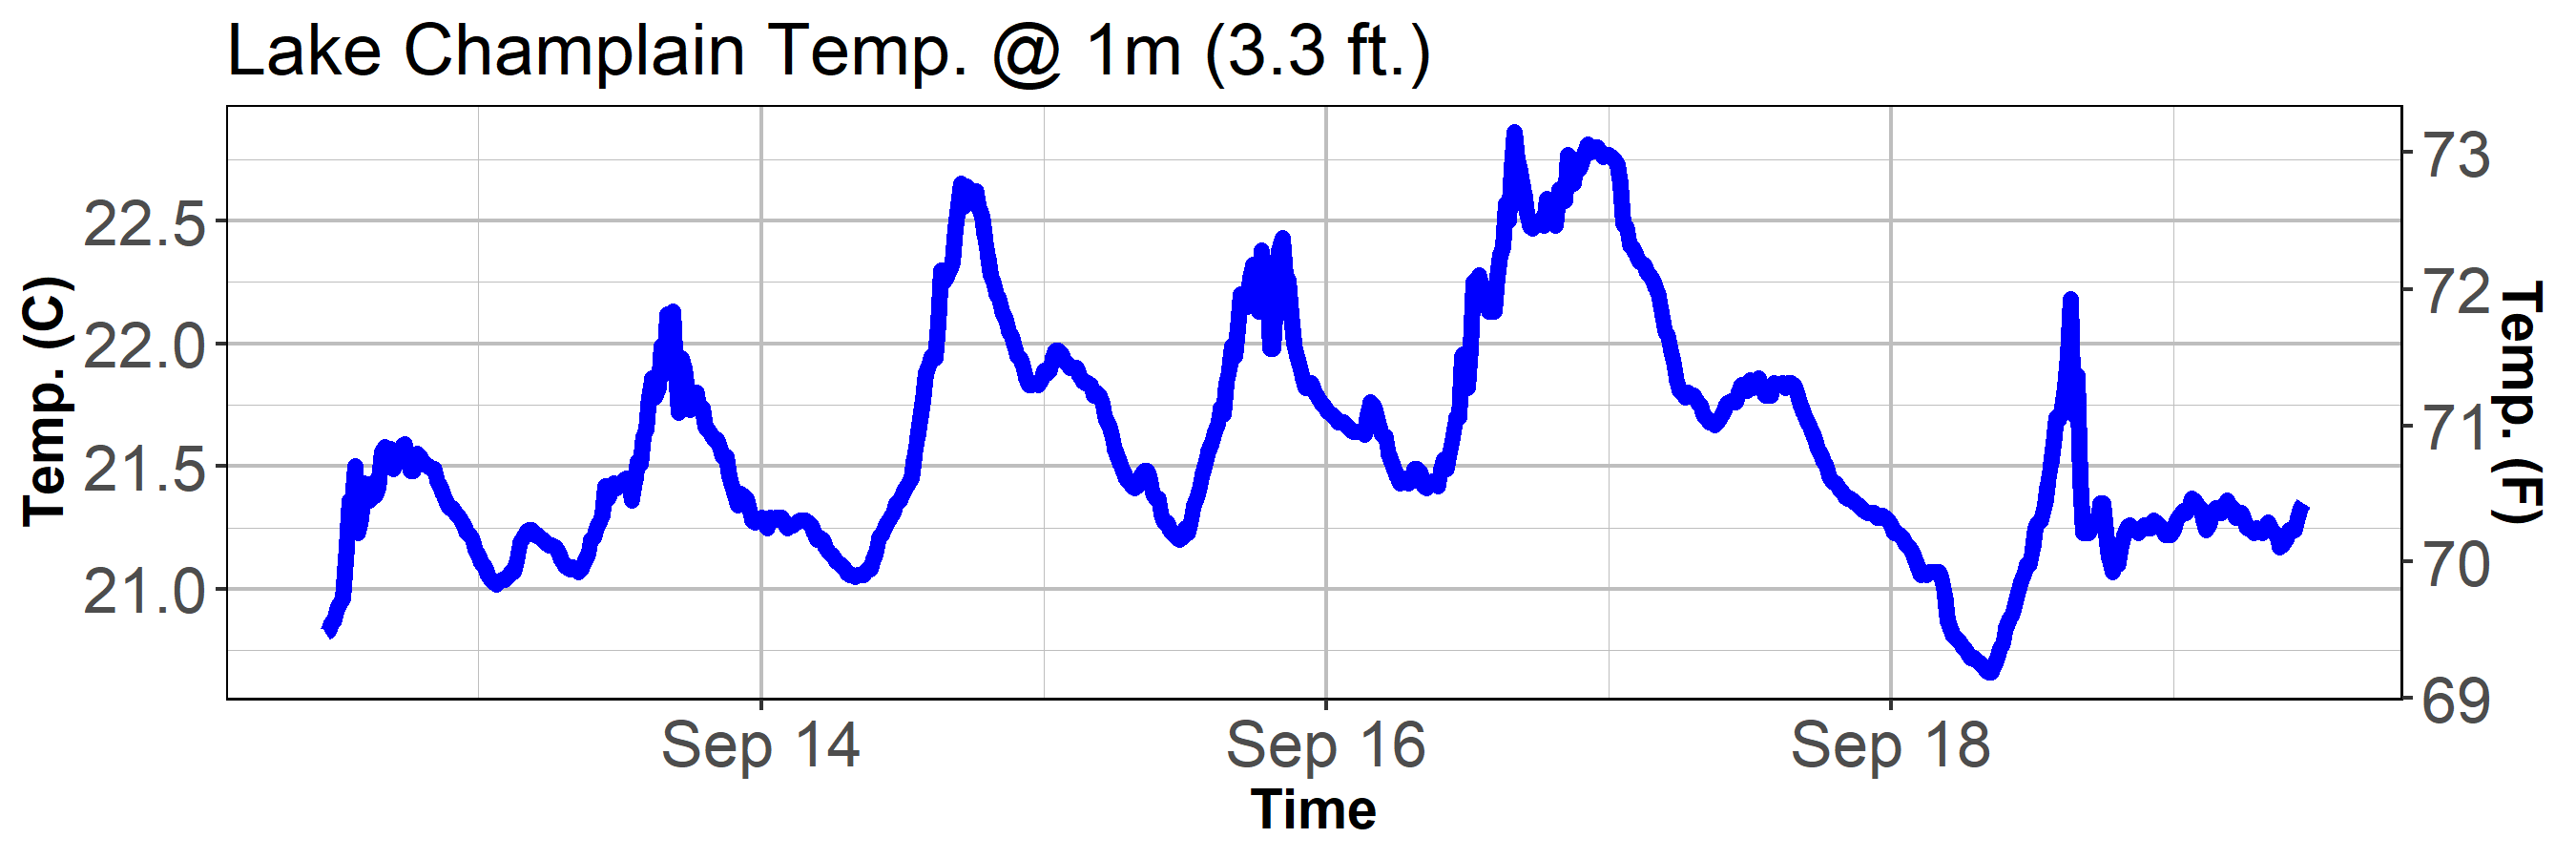 Lake Champlain Temp. @ 1m (3.3 ft.)
Temp. (C)
22.5
22.0
21.5
21.0
73
72
71
70
69
Temp. (F)
Sep 14
Sep 16
Sep 18
Time